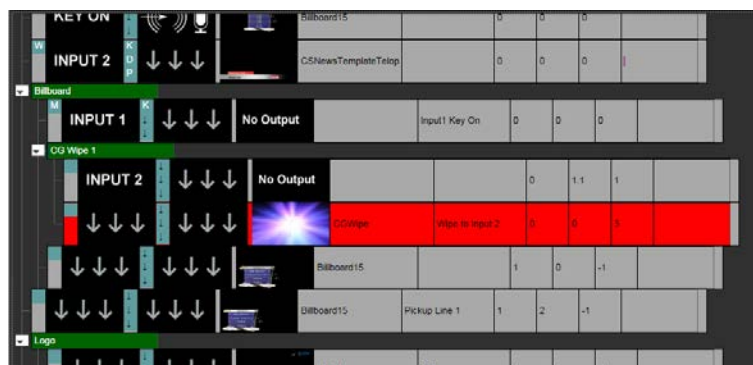 KEY ON Billboard15 0 0 0
W INPUT 2 K D P CSNewsTemplateTelop 0 0 0
Billboard
M INPUT 1 K No Output Input1 Key On 0 0 0
CG Wipe 1
INPUT 2 No Output 0 1.1 1
CGWipe Wipe to Input 2 0 0 3
Billboard15 1 0 -1
Billboard15 Pickup Line 1 1 2 -1
Logo